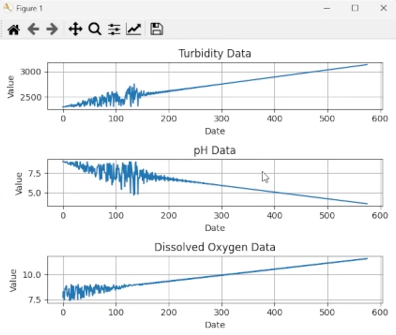 Figure 1
Turbidity Data
Value
3000
2500
0 100 200 300 400 500 600
Date
pH Data
Value
7.5
5.0
0 100 200 300 400 500 600
Date
Dissolved Oxygen Data
Value
10.0
7.5
0 100 200 300 400 500 600
Date